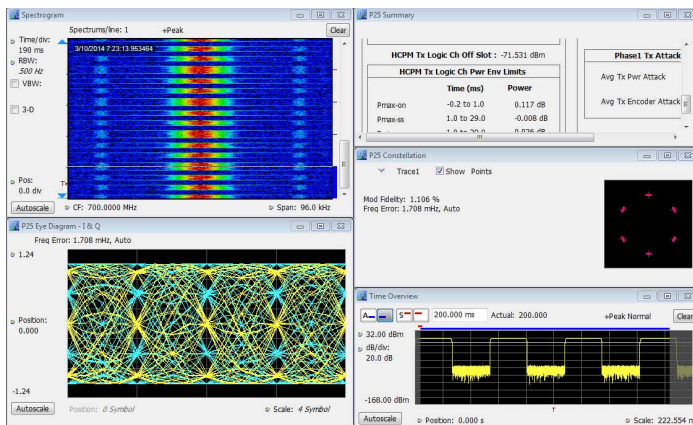 Spectrogram
Spectrums/line: 1 +Peak Clear
Time/div:
190 ms
RBW:
500 Hz
VBW:
3-D
Pos:
0.0 div
3/10/2014 7:23:13.953464
T
Autoscale CF: 700.0000 MHz Span: 96.0 kHz
P25 Eye Diagram - I & Q
Freq Error: 1.708 mHz, Auto
1.24
Position:
0.000
-1.24
Autoscale Position: 0 Symbol Scale: 4 Symbol
P25 Summary
HCPM Tx Logic Ch Off Slot : -71.531 dBm
HCPM Tx Logic Ch Pwr Env Limits
Time (ms) Power
Pmax-on -0.2 to 1.0 0.117 dB
Pmax-ss 1.0 to 29.0 -0.008 dB
1.0 to 29.0 0.026 dB
Phase1 Tx Attack
Avg Tx Pwr Attack
Avg Tx Encoder Attack
P25 Constellation
Trace1 Show Points
Mod Fidelity: 1.106 %
Freq Error: 1.708 mHz, Auto
Time Overview
A S 200.000 ms Actual: 200.000 +Peak Normal Clear
32.00 dBm
dB/div:
20.0 dB
-168.00 dBm
T
Autoscale Position: 0.000 s Scale: 222.554 m